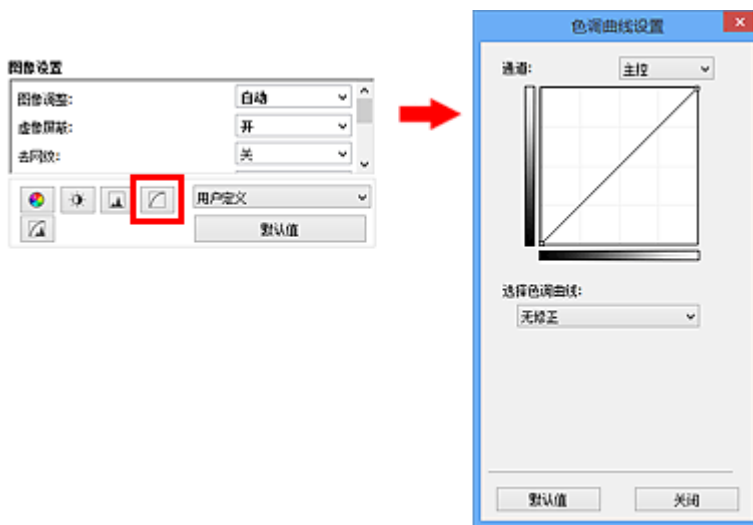 图像设置
图像调整: 自动
虚像屏蔽: 开
去网纹: 关
用户定义
默认值
色调曲线设置
通道: 主控
选择色调曲线:
无修正
默认值 关闭